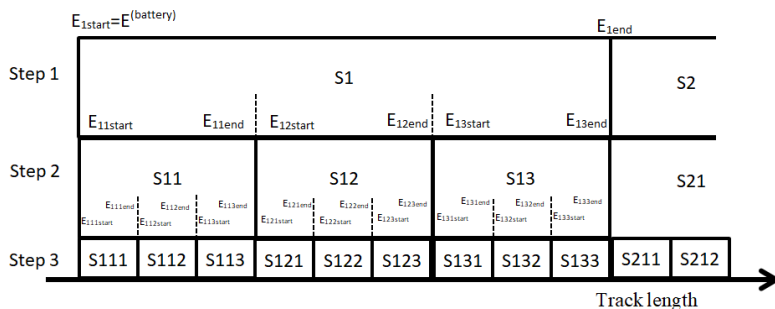 E1start=E(battery)
E1end
Step 1 S1 S2
E11start E11end E12start E12end E13start E13end
Step 2 S11 S12 S13 S21
E111end E112end E113end E121end E122end E123end E131end E132end E133end
E111start E112start E113start E121start E122start E123start E131start E132start E133start
Step 3 S111 S112 S113 S121 S122 S123 S131 S132 S133 S211 S212
Track length